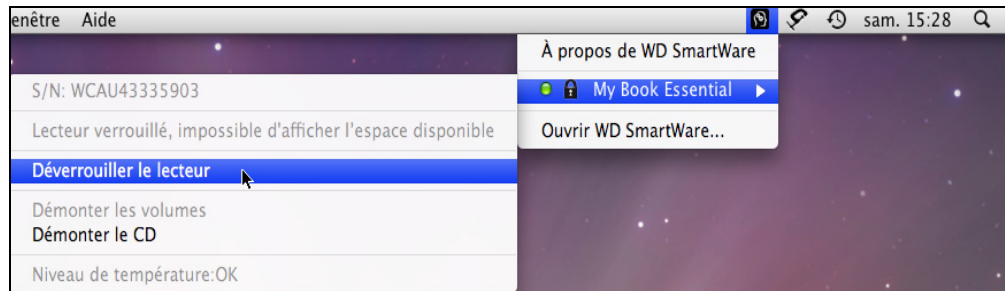 enêtre Aide sam. 15:28
À propos de WD SmartWare
My Book Essential
Ouvrir WD SmartWare...
S/N: WCAU43335903
Lecteur verrouillé, impossible d'afficher l'espace disponible
Déverrouiller le lecteur
Démonter les volumes
Démonter le CD
Niveau de température:OK